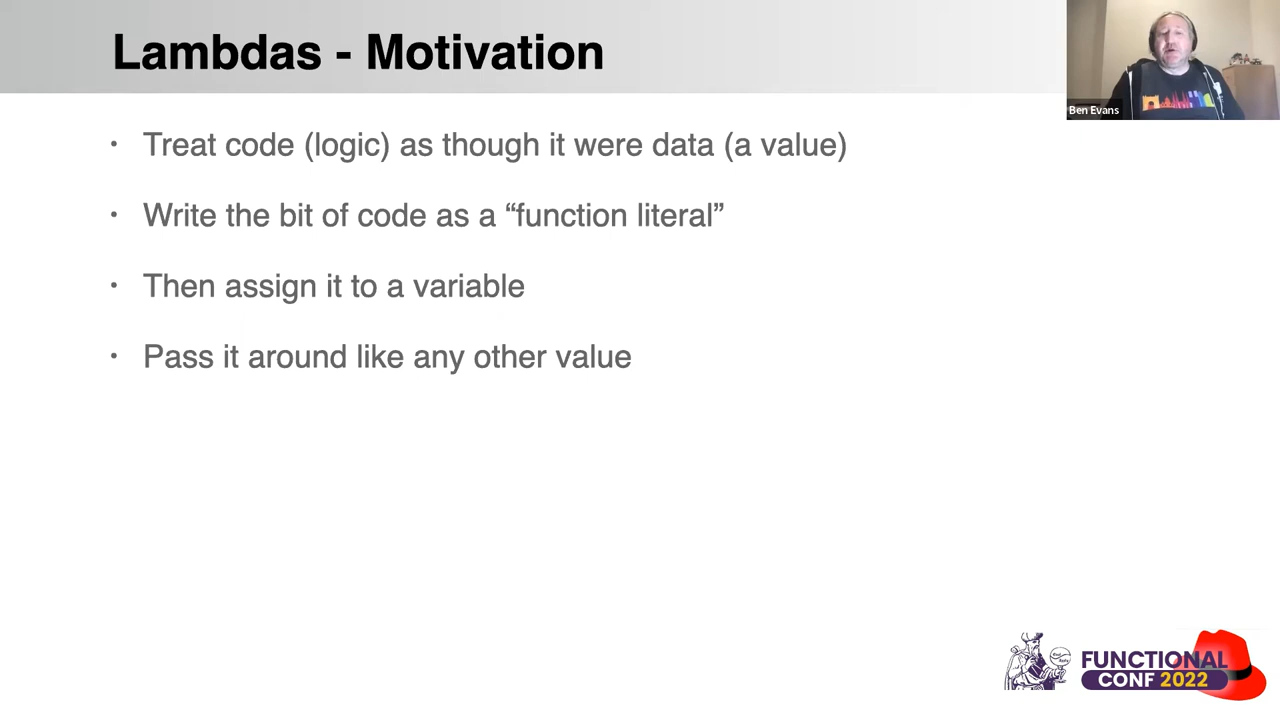 Lambdas - Motivation
Ben Evans
• Treat code (logic) as though it were data (a value)
• Write the bit of code as a “function literal”
• Then assign it to a variable
• Pass it around like any other value
FUNCTIONAL
CONF 2022